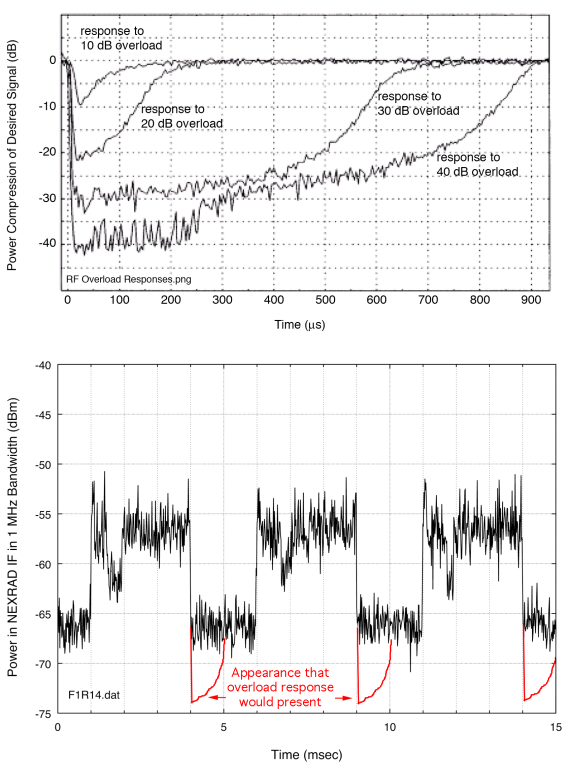 response to
10 dB overload
response to
20 dB overload
response to
30 dB overload
response to
40 dB overload
0
-10
-20
-30
-40
Power Compression of Desired Signal (dB)
RF Overload Responses.png
0 100 200 300 400 500 600 700 800 900
Time (μs)
-40
-45
-50
-55
-60
-65
-70
-75
Power in NEXRAD IF in 1 MHz Bandwidth (dBm)
Appearance that
overload response
would present
F1R14.dat
0 5 10 15
Time (msec)